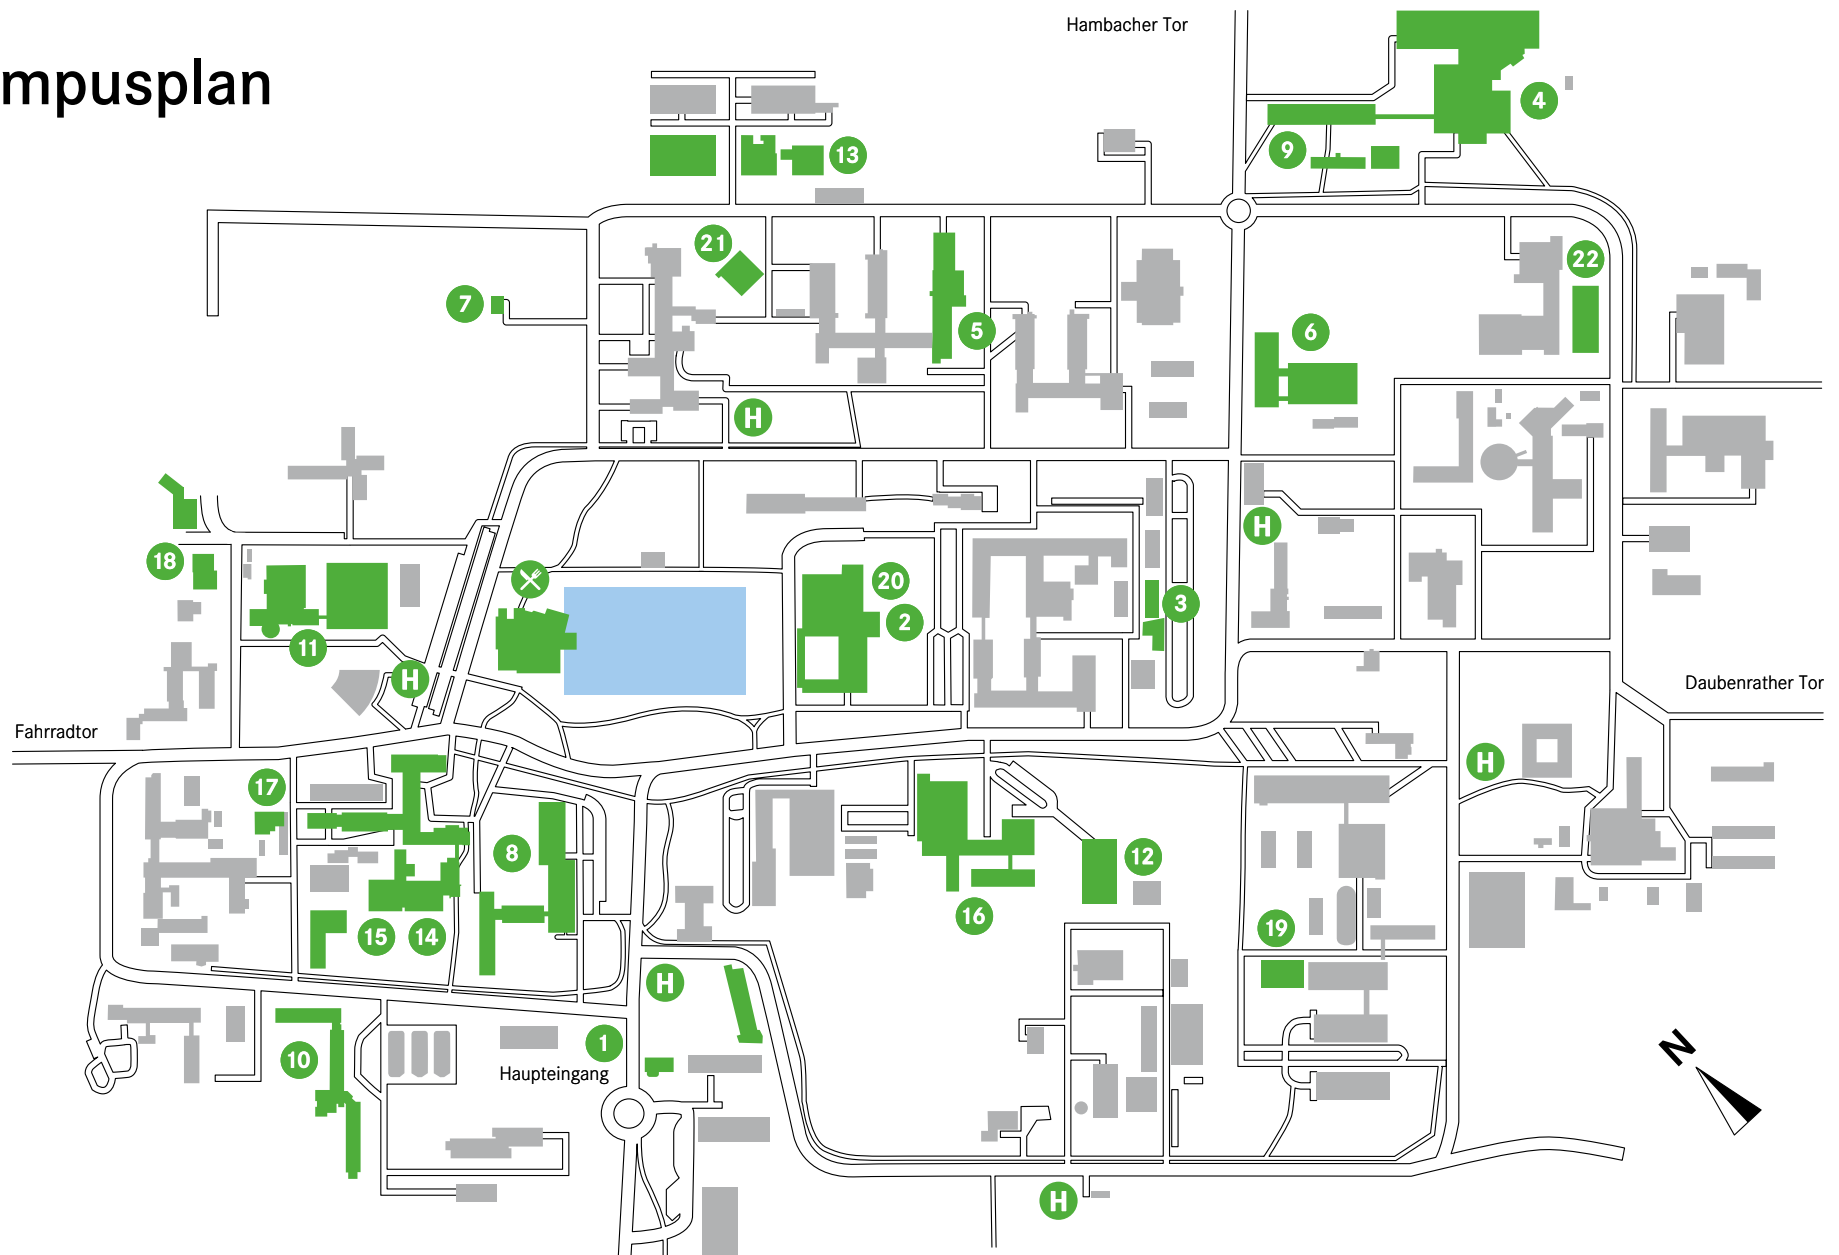 Hambacher Tor
mpusplan
4
13
9
21
22
7
5
6
H
H
18
20
2
3
11
H
Daubenrather Tor
Fahrradtor
H
17
8
12
16
15
14
19
H
1
10
Haupteingang
N
H